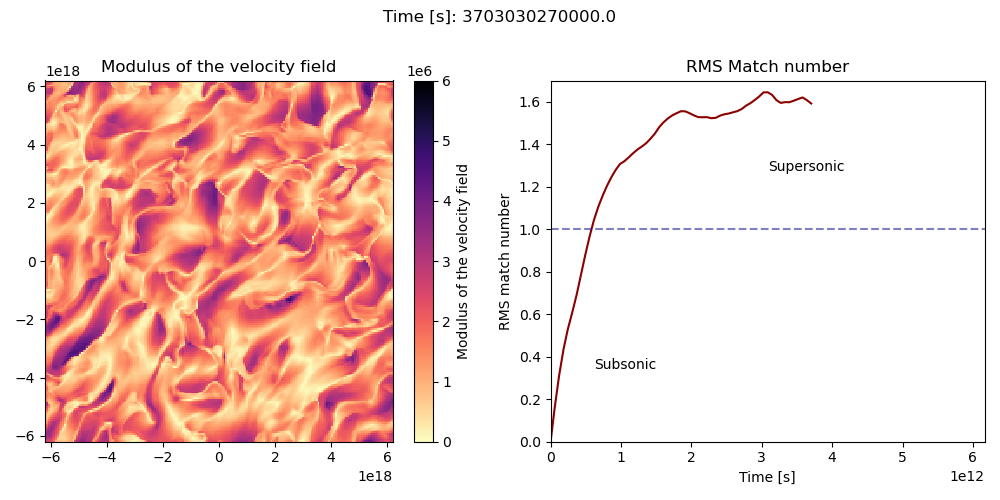 Time [s]: 3703030270000.0
1e18
Modulus of the velocity field
6
4
2
0
−2
−4
−6
−6 −4 −2 0 2 4 6
1e18
1e6
6
5
4
3
2
1
0
Modulus of the velocity field
RMS Match number
RMS match number
1.6
1.4
1.2
1.0
0.8
0.6
0.4
0.2
0.0
Supersonic
Subsonic
0 1 2 3 4 5 6
Time [s]
1e12